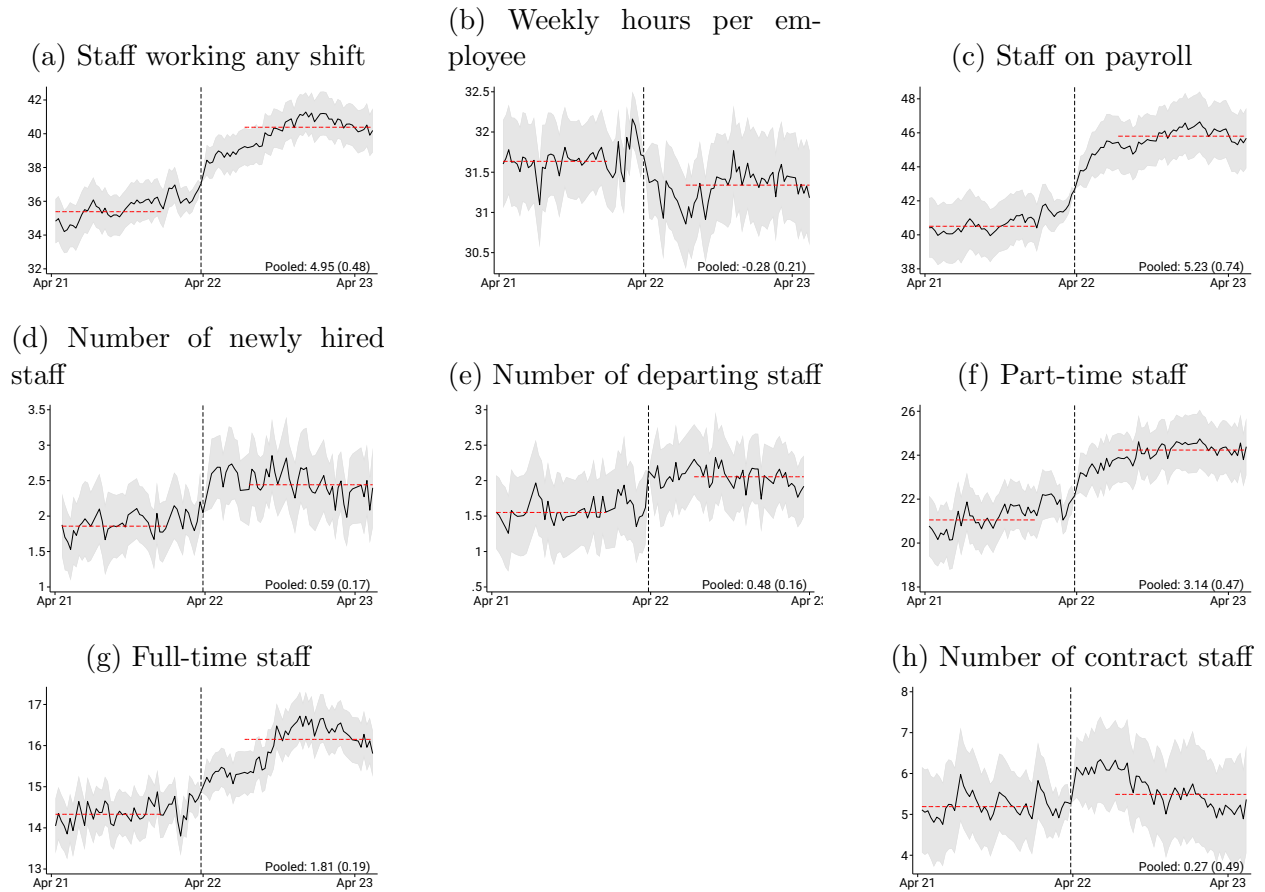 (a) Staff working any shift
42
40
38
36
34
32
Pooled: 4.95 (0.48)
Apr 21 Apr 22 Apr 23
(b) Weekly hours per em-
ployee
32.5
32
31.5
31
30.5
Pooled: -0.28 (0.21)
Apr 21 Apr 22 Apr 23
(c) Staff on payroll
48
46
44
42
40
38
Pooled: 5.23 (0.74)
Apr 21 Apr 22 Apr 23
(d) Number of newly hired
staff
3.5
3
2.5
2
1.5
1
Pooled: 0.59 (0.17)
Apr 21 Apr 22 Apr 23
(e) Number of departing staff
3
2.5
2
1.5
1
.5
Pooled: 0.48 (0.16)
Apr 21 Apr 22 Apr 23
(f) Part-time staff
26
24
22
20
18
Pooled: 3.14 (0.47)
Apr 21 Apr 22 Apr 23
(g) Full-time staff
17
16
15
14
13
Pooled: 1.81 (0.19)
Apr 21 Apr 22 Apr 23
(h) Number of contract staff
8
7
6
5
4
Pooled: 0.27 (0.49)
Apr 21 Apr 22 Apr 23